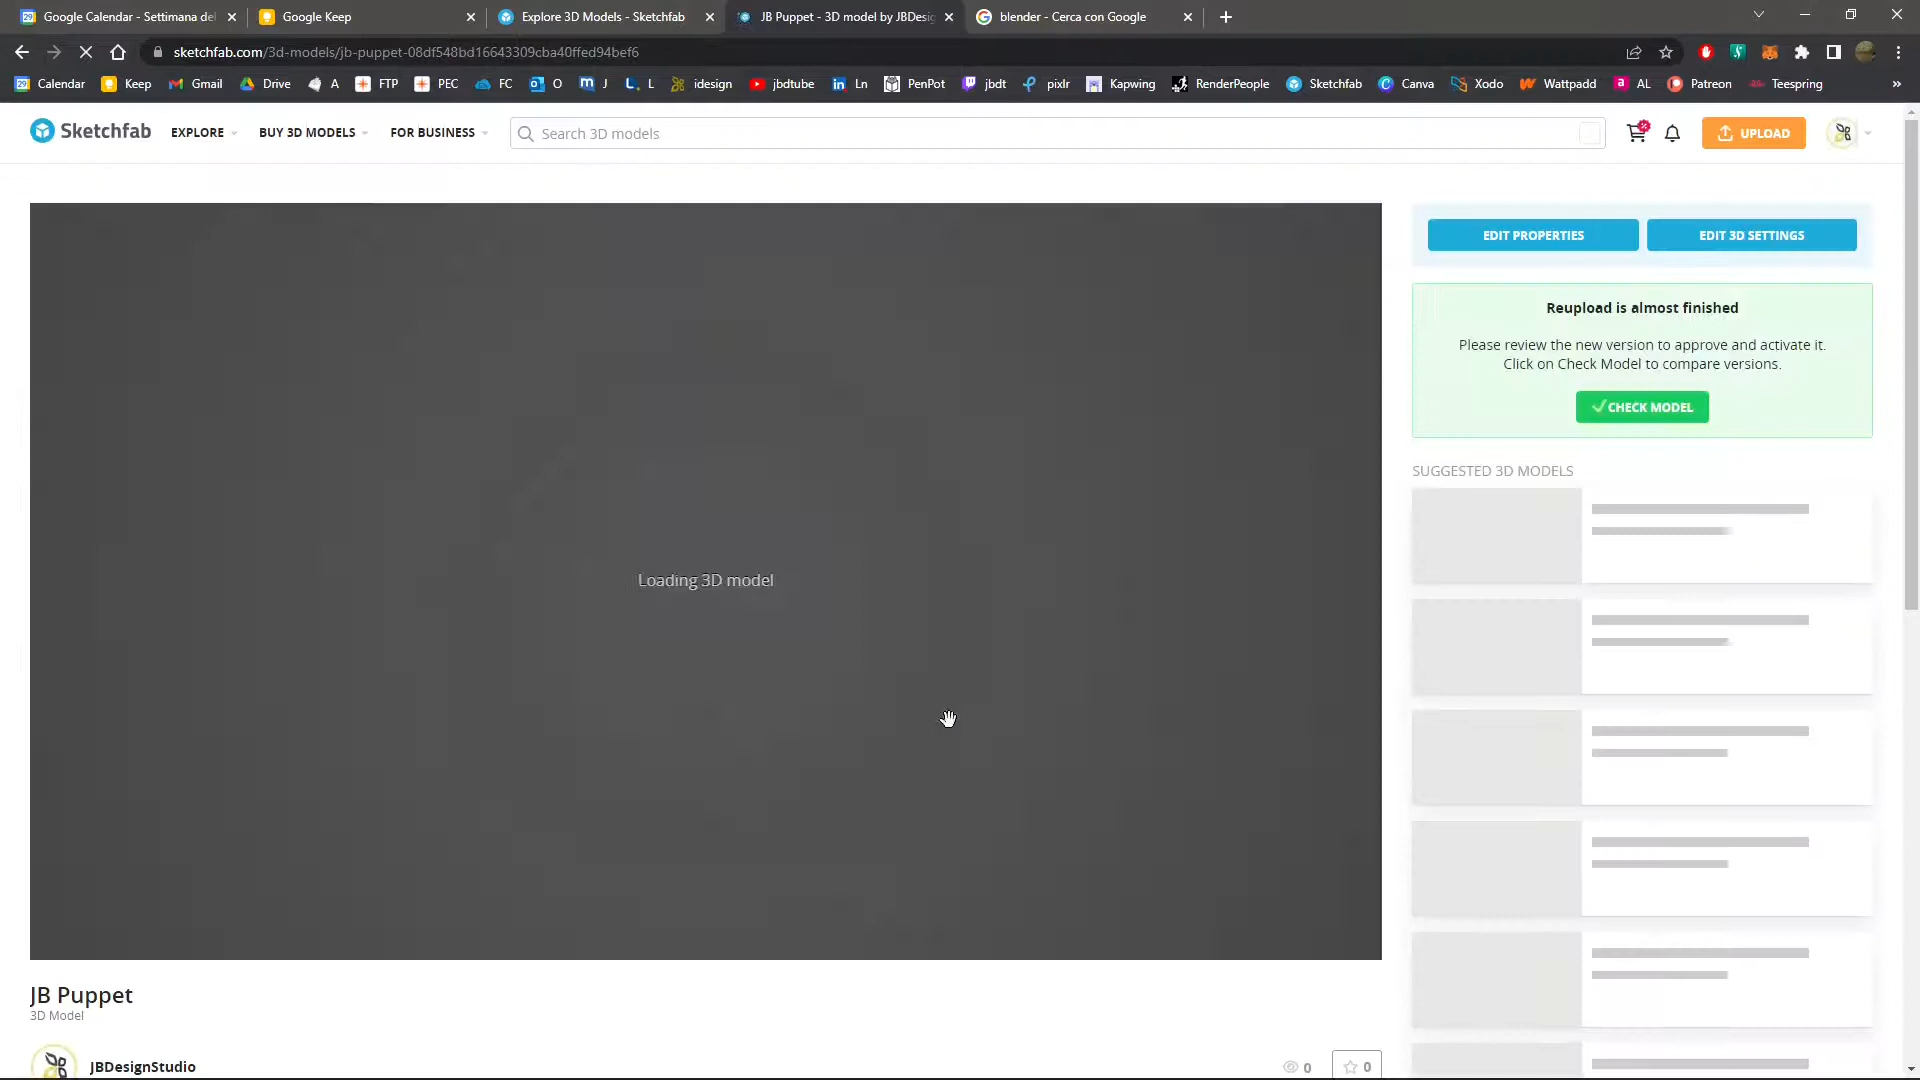 Google Calendar - Settimana del
Google Keep
Explore 3D Models - Sketchfab
JB Puppet - 3D model by JBDesig
blender - Cerca con Google
sketchfab.com/3d-models/jb-puppet-08df548bd16643309cba40ffed94bef6
Calendar Keep Gmail Drive A FTP PEC FC O J L idesign jbdtube Ln PenPot jbdt pixlr Kapwing RenderPeople Sketchfab Canva Xodo Wattpadd AL Patreon Teespring »
Sketchfab EXPLORE BUY 3D MODELS FOR BUSINESS Search 3D models UPLOAD
EDIT PROPERTIES EDIT 3D SETTINGS
Reupload is almost finished
Please review the new version to approve and activate it.
Click on Check Model to compare versions.
CHECK MODEL
SUGGESTED 3D MODELS
Loading 3D model
JB Puppet
3D Model
JBDesignStudio
0 0